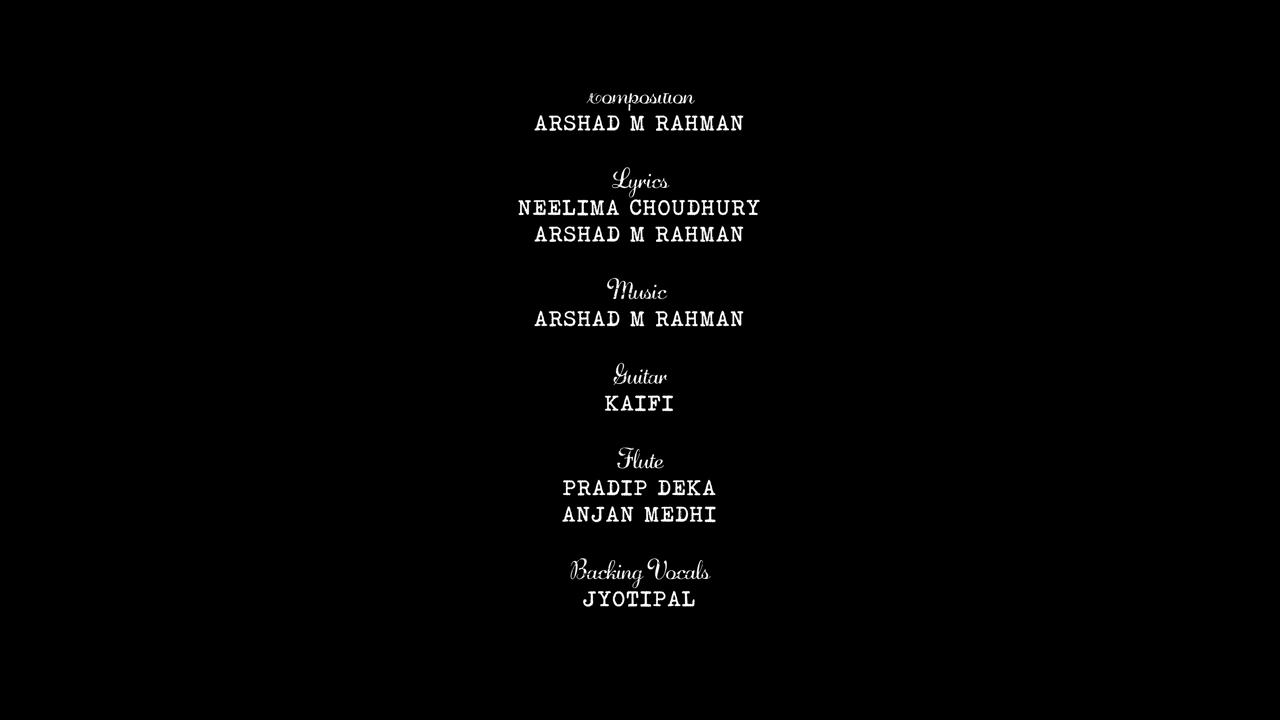 Composition
ARSHAD M RAHMAN
Lyrics
NEELIMA CHOUDHURY
ARSHAD M RAHMAN
Music
ARSHAD M RAHMAN
Guitar
KAIFI
Flute
PRADIP DEKA
ANJAN MEDHI
Backing Vocals
JYOTIPAL